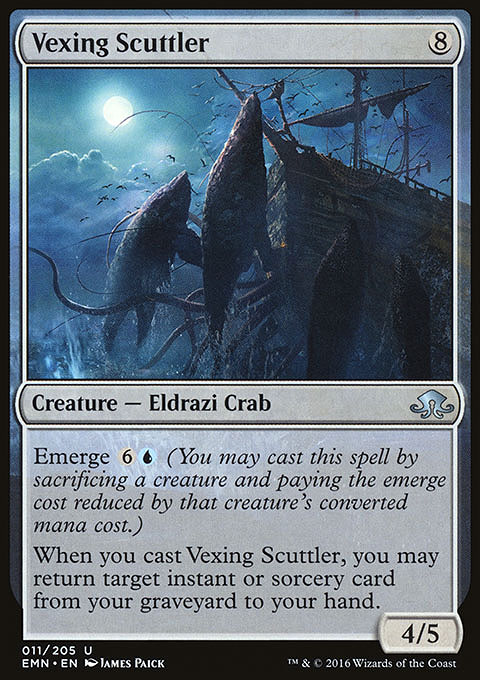 Vexing Scuttler 8
Creature — Eldrazi Crab
Emerge 6 (You may cast this spell by
sacrificing a creature and paying the emerge
cost reduced by that creature's converted
mana cost.)
When you cast Vexing Scuttler, you may
return target instant or sorcery card
from your graveyard to your hand.
4/5
011/205 U
EMN • EN James Paick
™ & © 2016 Wizards of the Coast